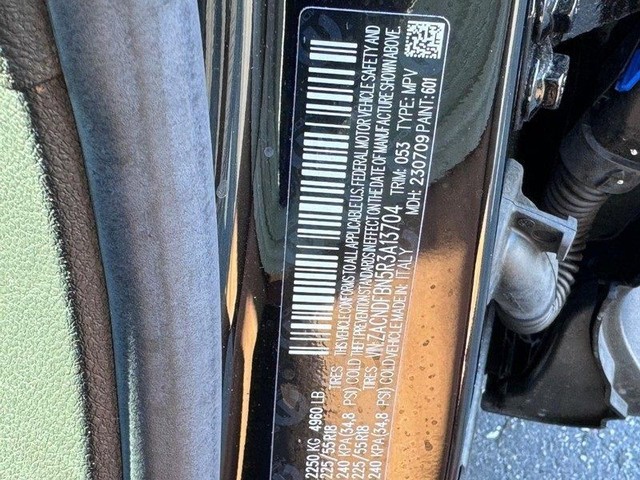 2250 KG 4960 LB
225/55R18 TIRES THIS VEHICLE CONFORMS TO ALL APPLICABLE U.S. FEDERAL MOTOR VEHICLE SAFETY AND
240 KPA(34,8 PSI) COLD THEFT PREVENTION STANDARDS IN EFFECT ON THE DATE OF MANUFACTURE SHOWN ABOVE.
225/55R18 TIRES VIN: ZACNDFBN5R3A13704 TRIM: 053 TYPE: MPV
240 KPA(34,8 PSI) COLD VEHICLE MADE IN: ITALY MDH: 230709 PAINT: 601